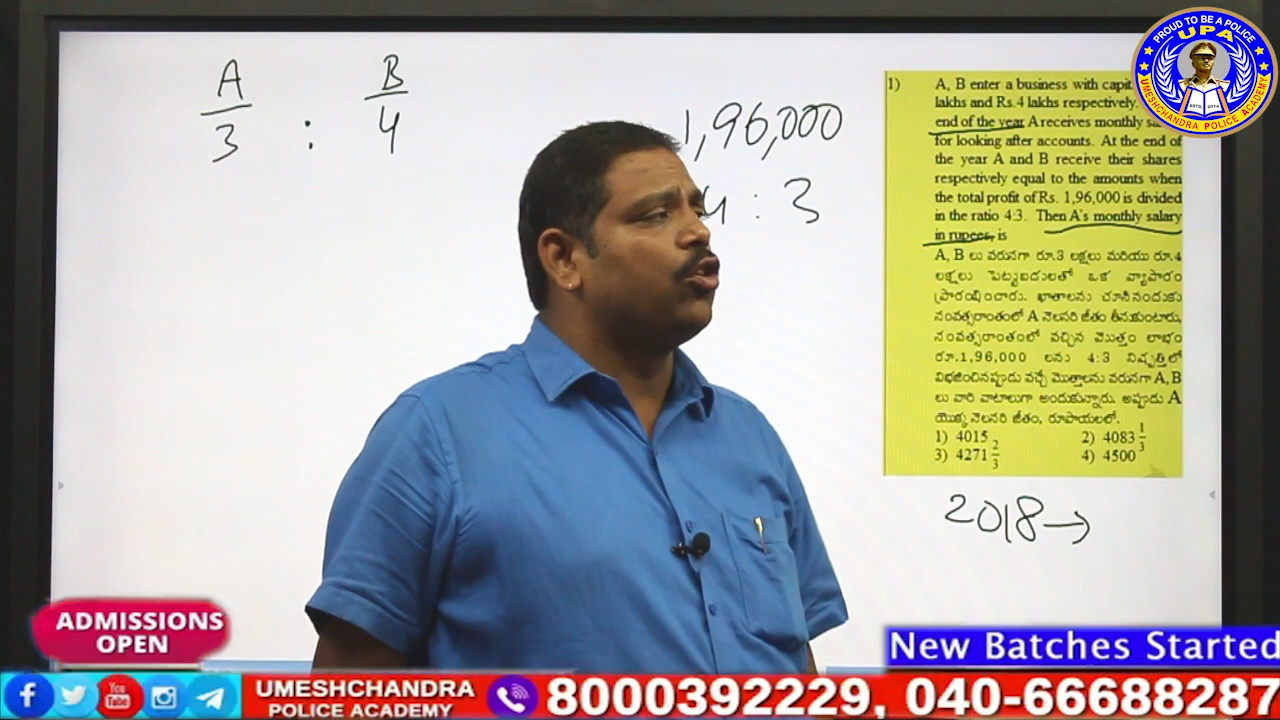 A
B
3 : 4
1,96,000
4 : 3
PROUD TO BE A POLICE
UPA
ESTD. 2014
UMESHCHANDRA POLICE ACADEMY
1) A, B enter a business with capit
lakhs and Rs.4 lakhs respectively.
end of the year A receives monthly
for looking after accounts. At the end of
the year A and B receive their shares
respectively equal to the amounts when
the total profit of Rs. 1,96,000 is divided
in the ratio 4:3. Then A's monthly salary
in rupees, is
A, B లు వరుసగా రూ.3 లక్షలు మరియు రూ.4
లక్షలు పెట్టుబడులతో ఒక వ్యాపారం
ప్రారంభించారు. ఖాతాలను చూసినందుకు
సంవత్సరాంతంలో A నెలసరి జీతం తీసుకుంటారు,
సంవత్సరాంతంలో వచ్చిన మొత్తం లాభం
రూ.1,96,000 లను 4:3 నిష్పత్తిలో
విభజించినప్పుడు వచ్చే మొత్తాలను వరుసగా A, B
లు వారి వాటాలుగా అందుకున్నారు. అప్పుడు A
యొక్క నెలసరి జీతం, రూపాయలలో.
1) 4015 2) 4083 1/3
3) 4271 2/3 4) 4500
2018→
ADMISSIONS
OPEN
New Batches Started
UMESHCHANDRA
POLICE ACADEMY
8000392229, 040-66688287